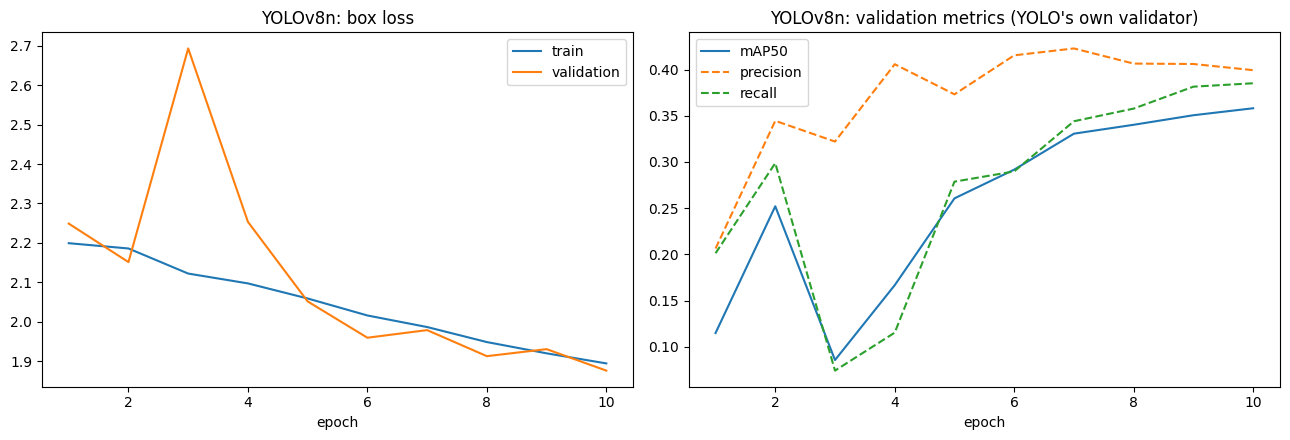 YOLOv8n: box loss
train
validation
2.7
2.6
2.5
2.4
2.3
2.2
2.1
2.0
1.9
2 4 6 8 10
epoch
YOLOv8n: validation metrics (YOLO's own validator)
mAP50
precision
recall
0.40
0.35
0.30
0.25
0.20
0.15
0.10
2 4 6 8 10
epoch